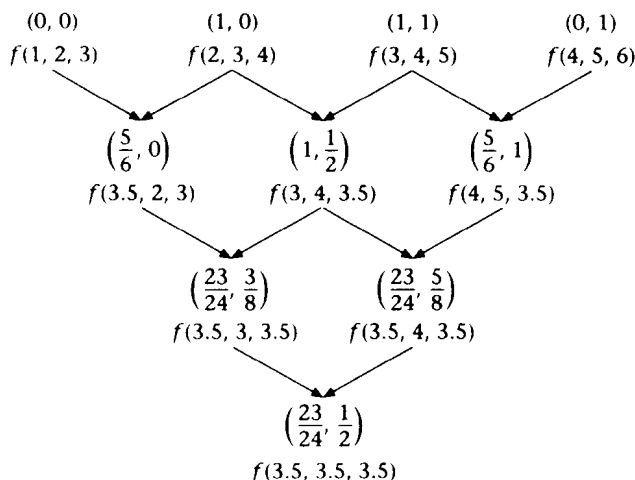 (0, 0) (1, 0) (1, 1) (0, 1)
f(1, 2, 3) f(2, 3, 4) f(3, 4, 5) f(4, 5, 6)
(5/6, 0) (1, 1/2) (5/6, 1)
f(3.5, 2, 3) f(3, 4, 3.5) f(4, 5, 3.5)
(23/24, 3/8) (23/24, 5/8)
f(3.5, 3, 3.5) f(3.5, 4, 3.5)
(23/24, 1/2)
f(3.5, 3.5, 3.5)